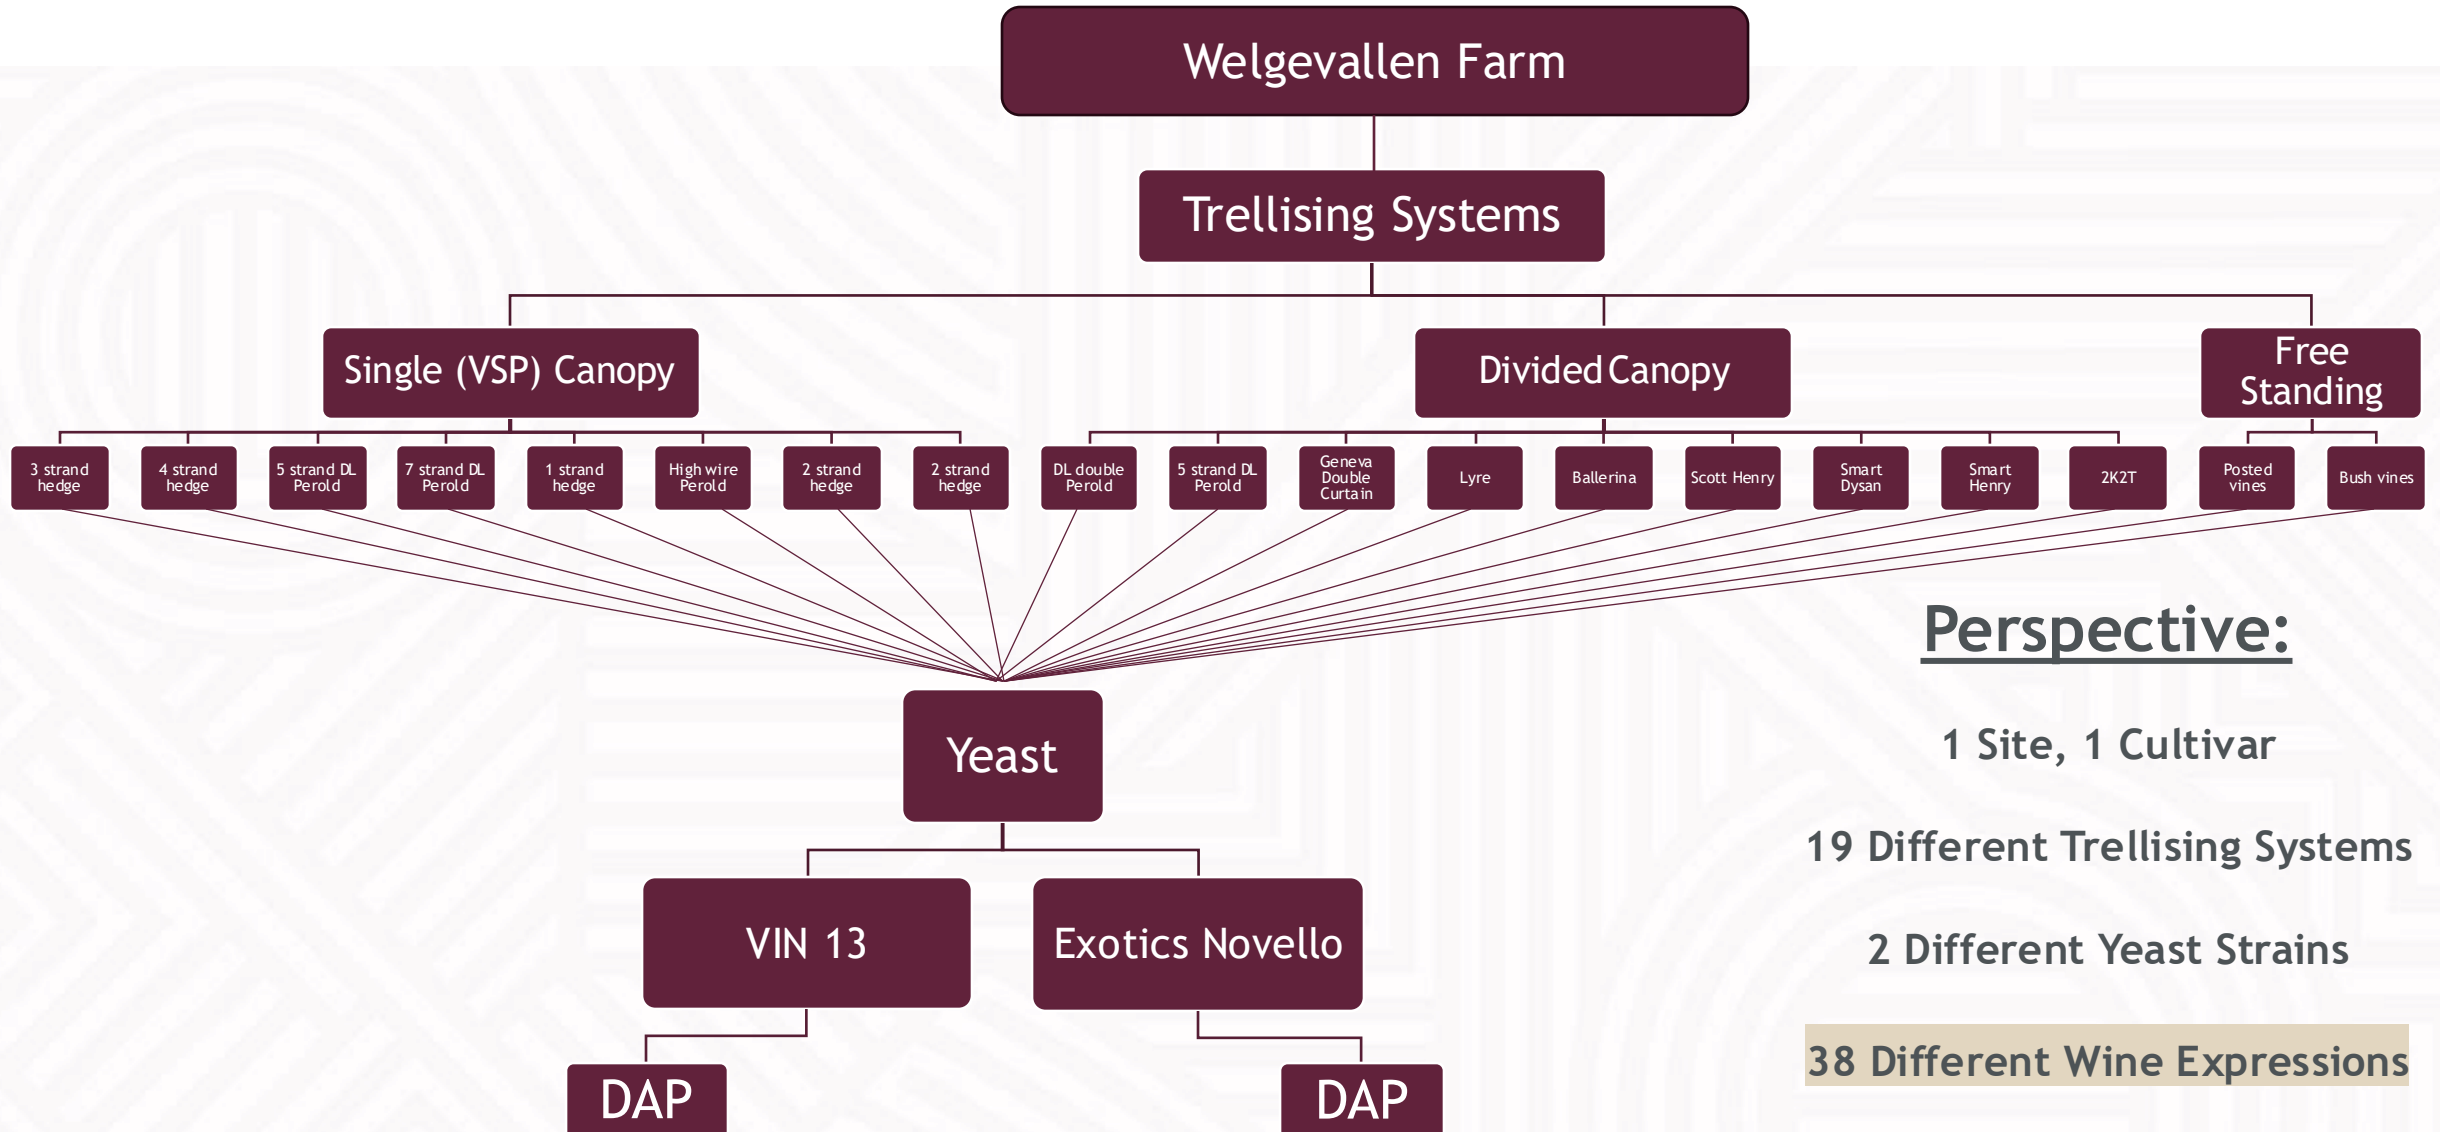 Welgevallen Farm
Trellising Systems
Single (VSP) Canopy
Divided Canopy
Free
Standing
3 strand
hedge
4 strand
hedge
5 strand DL
Perold
7 strand DL
Perold
1 strand
hedge
High wire
Perold
2 strand
hedge
2 strand
hedge
DL double
Perold
5 strand DL
Perold
Geneva
Double
Curtain
Lyre
Ballerina
Scott Henry
Smart
Dysan
Smart
Henry
2K2T
Posted
vines
Bush vines
Yeast
VIN 13
Exotics Novello
DAP
DAP
Perspective:
1 Site, 1 Cultivar
19 Different Trellising Systems
2 Different Yeast Strains
38 Different Wine Expressions